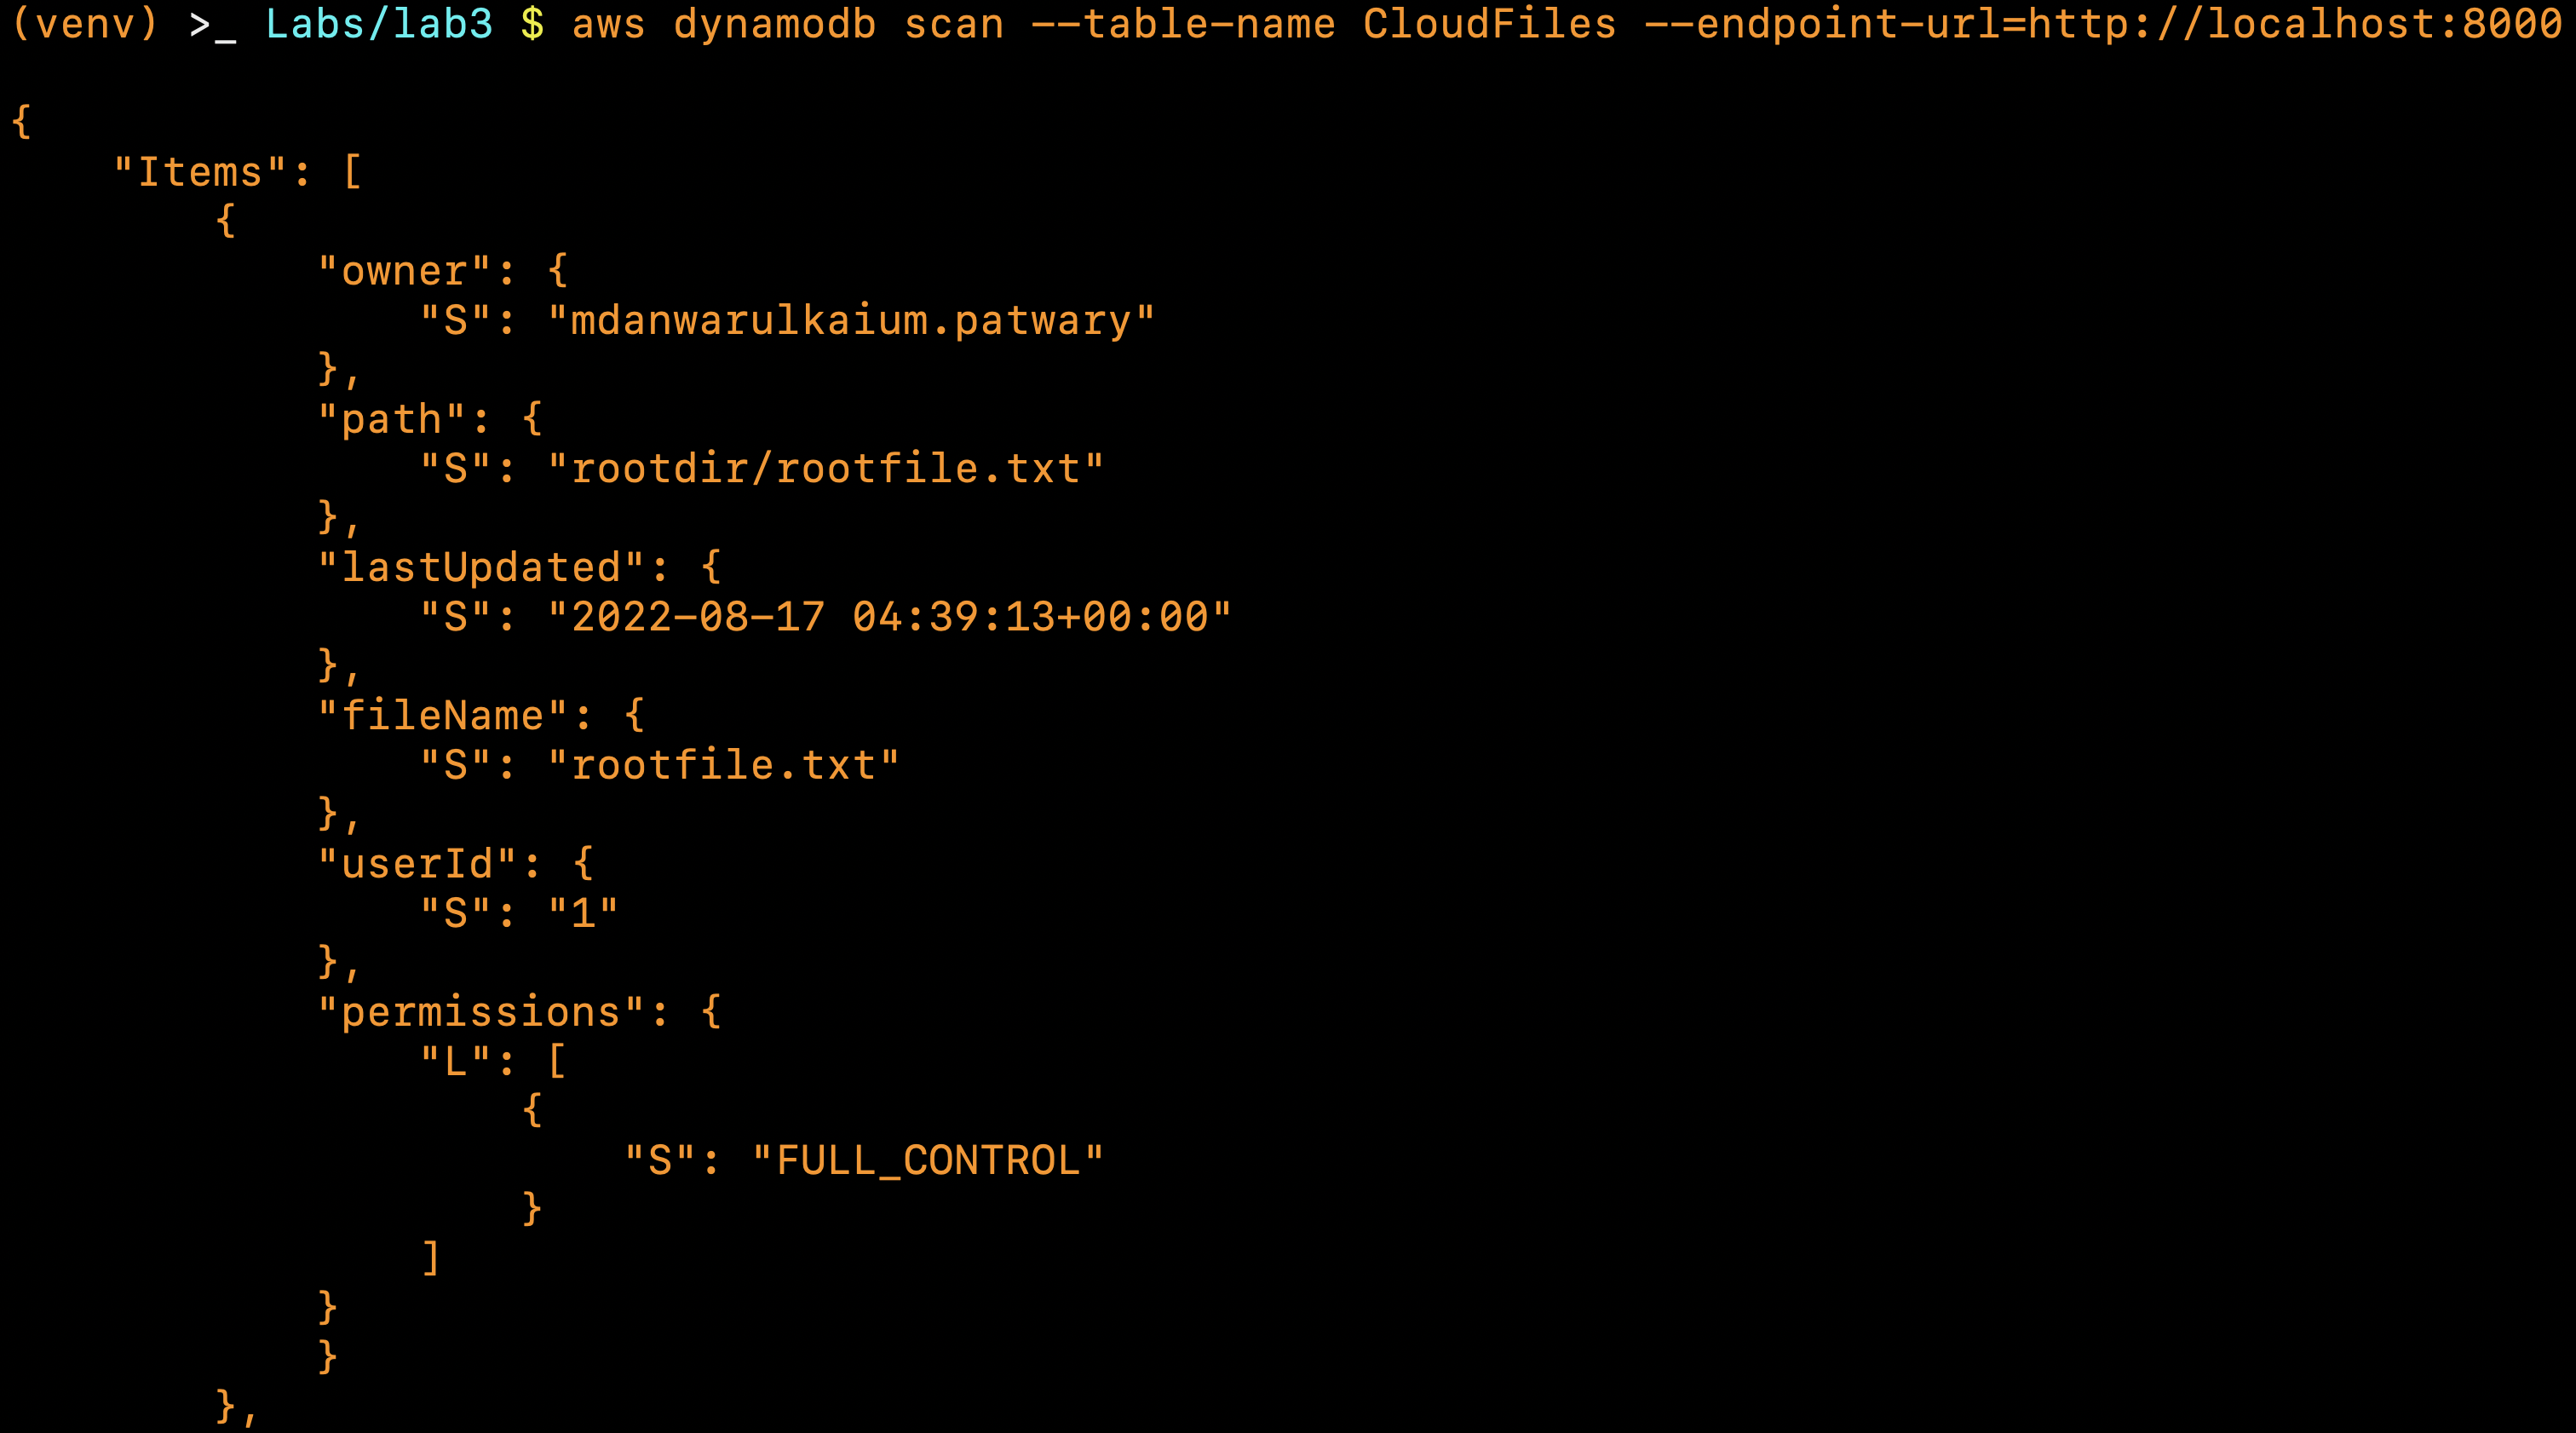 (venv) >_ Labs/lab3 $ aws dynamodb scan --table-name CloudFiles --endpoint-url=http://localhost:8000
{
    "Items": [
        {
            "owner": {
                "S": "mdanwarulkaium.patwary"
            },
            "path": {
                "S": "rootdir/rootfile.txt"
            },
            "lastUpdated": {
                "S": "2022-08-17 04:39:13+00:00"
            },
            "fileName": {
                "S": "rootfile.txt"
            },
            "userId": {
                "S": "1"
            },
            "permissions": {
                "L": [
                    {
                        "S": "FULL_CONTROL"
                    }
                ]
            }
            }
        },